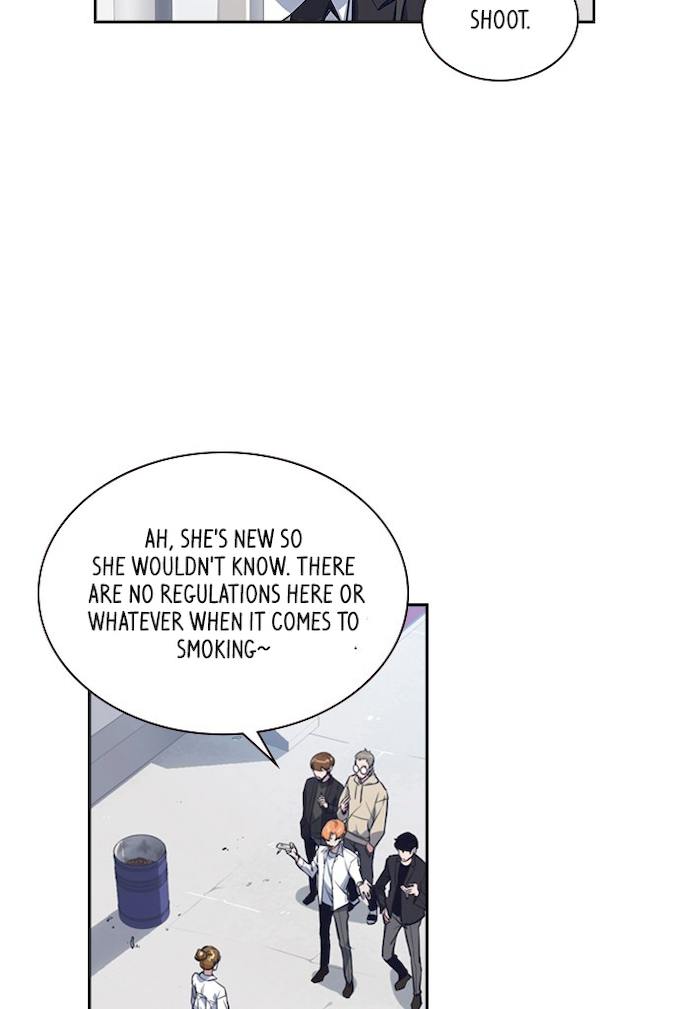 SHOOT.
AH, SHE'S NEW SO
SHE WOULDN'T KNOW. THERE
ARE NO REGULATIONS HERE OR
WHATEVER WHEN IT COMES TO
SMOKING~